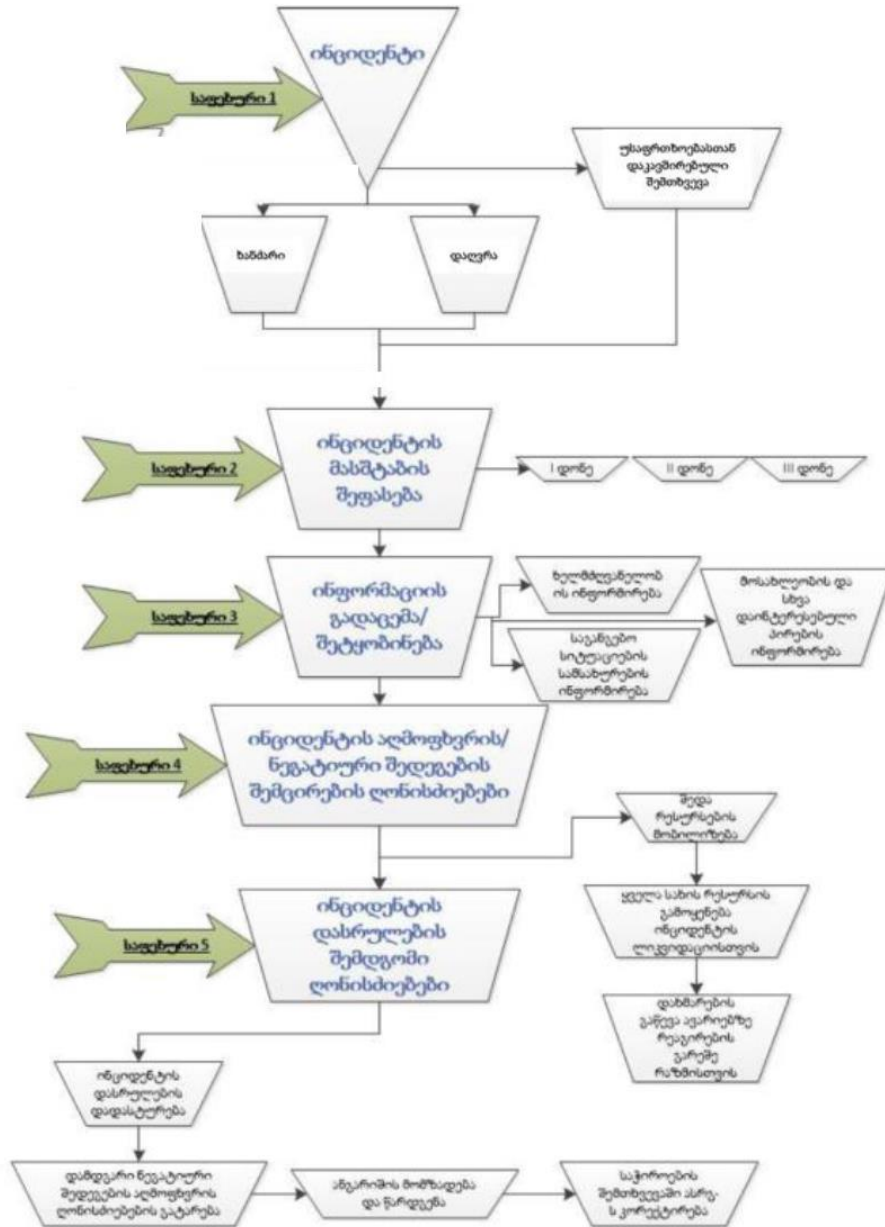 ინციდენტი
საფეხური 1
უსაფრთხოებასთან
დაკავშირებული
შემთხვევა
ხანძარი
დაღვრა
ინციდენტის
მასშტაბის
შეფასება
საფეხური 2
I დონე
II დონე
III დონე
ინფორმაციის
გადაცემა/
შეტყობინება
საფეხური 3
ხელმძღვანელობ
ის ინფორმირება
საგანგებო
სიტუაციების
სამსახურების
ინფორმირება
მოსახლეობის და
სხვა
დაინტერესებული
პირების
ინფორმირება
ინციდენტის აღმოფხვრის/
ნეგატიური შედეგების
შემცირების ღონისძიებები
საფეხური 4
შედა
რესურსების
მობილიზება
ყველა სახის რესურსის
გამოყენება
ინციდენტის
ლიკვიდაციისთვის
დახმარების
გაწევა ავარიებზე
რეაგირების
გარეშე
რაზმისთვის
ინციდენტის
დასრულების
შემდგომი
ღონისძიებები
საფეხური 5
ინციდენტის
დასრულების
დადასტურება
დამდგარი ნეგატიური
შედეგების აღმოფხვრის
ღონისძიებების გატარება
ანგარიშის მომზადება
და წარდგენა
საჭიროების
შემთხვევაში ასრგ-
ს კორექტირება